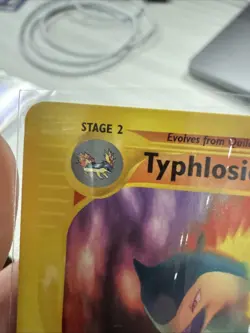 STAGE 2
Evolves from
Typhlosi